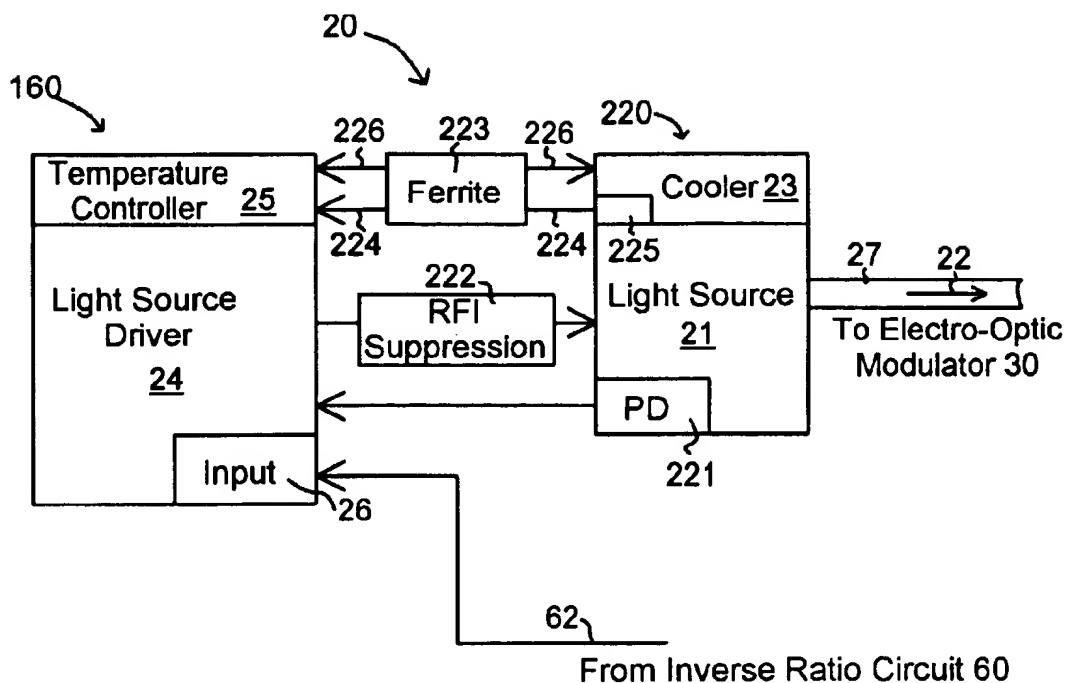 20
160
220
226
223
226
Temperature
Controller 25
Ferrite
Cooler 23
224
224
225
222
27
22
Light Source
Driver
24
RFI
Suppression
Light Source
21
To Electro-Optic
Modulator 30
PD
221
Input
26
62
From Inverse Ratio Circuit 60